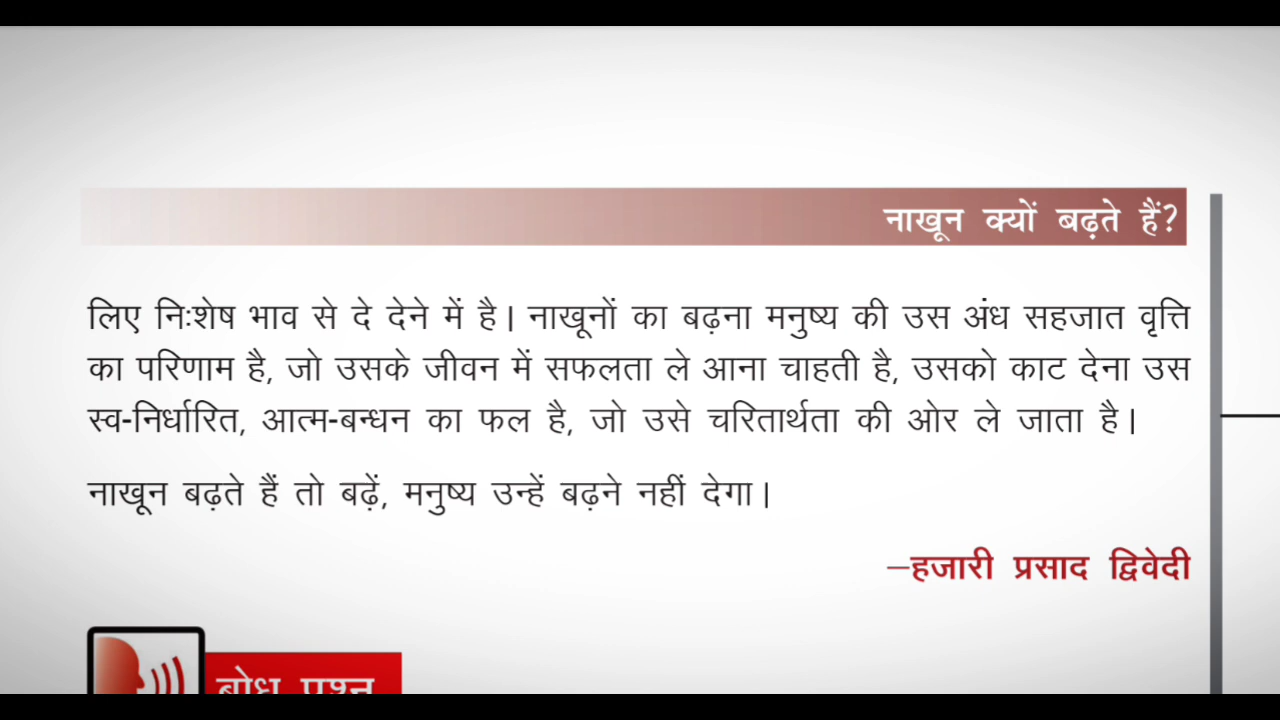 नाखून क्यों बढ़ते हैं?
लिए निःशेष भाव से दे देने में है। नाखूनों का बढ़ना मनुष्य की उस अंध सहजात वृत्ति
का परिणाम है, जो उसके जीवन में सफलता ले आना चाहती है, उसको काट देना उस
स्व-निर्धारित, आत्म-बन्धन का फल है, जो उसे चरितार्थता की ओर ले जाता है।
नाखून बढ़ते हैं तो बढ़ें, मनुष्य उन्हें बढ़ने नहीं देगा।
–हजारी प्रसाद द्विवेदी
बोध प्रश्न